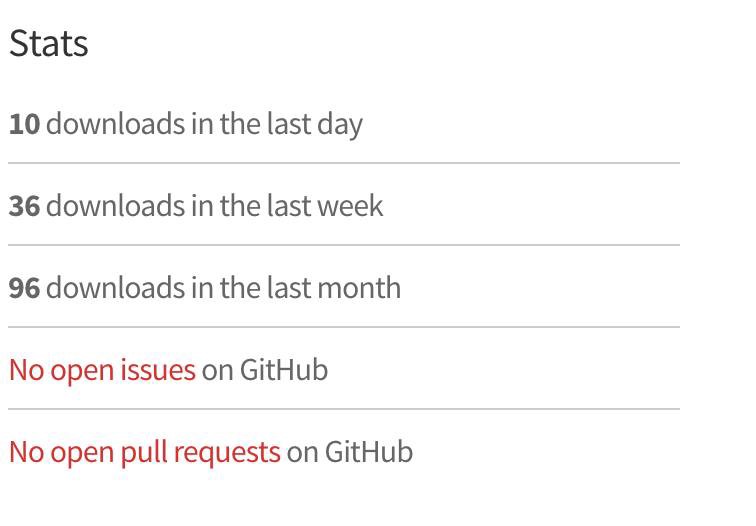 Stats
10 downloads in the last day
36 downloads in the last week
96 downloads in the last month
No open issues on GitHub
No open pull requests on GitHub